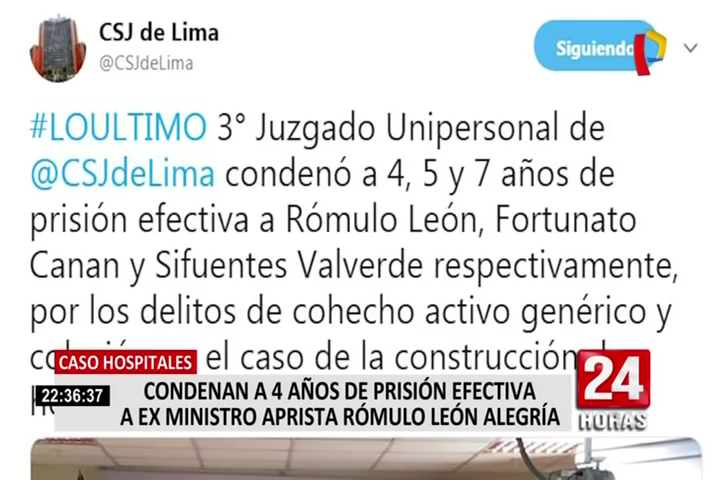 CSJ de Lima
@CSJdeLima
Siguiendo
#LOULTIMO 3° Juzgado Unipersonal de
@CSJdeLima condenó a 4, 5 y 7 años de
prisión efectiva a Rómulo León, Fortunato
Canan y Sifuentes Valverde respectivamente,
por los delitos de cohecho activo genérico y
el caso de la construcción
CASO HOSPITALES
22:36:37
CONDENAN A 4 AÑOS DE PRISIÓN EFECTIVA
A EX MINISTRO APRISTA RÓMULO LEÓN ALEGRÍA
24
HORAS